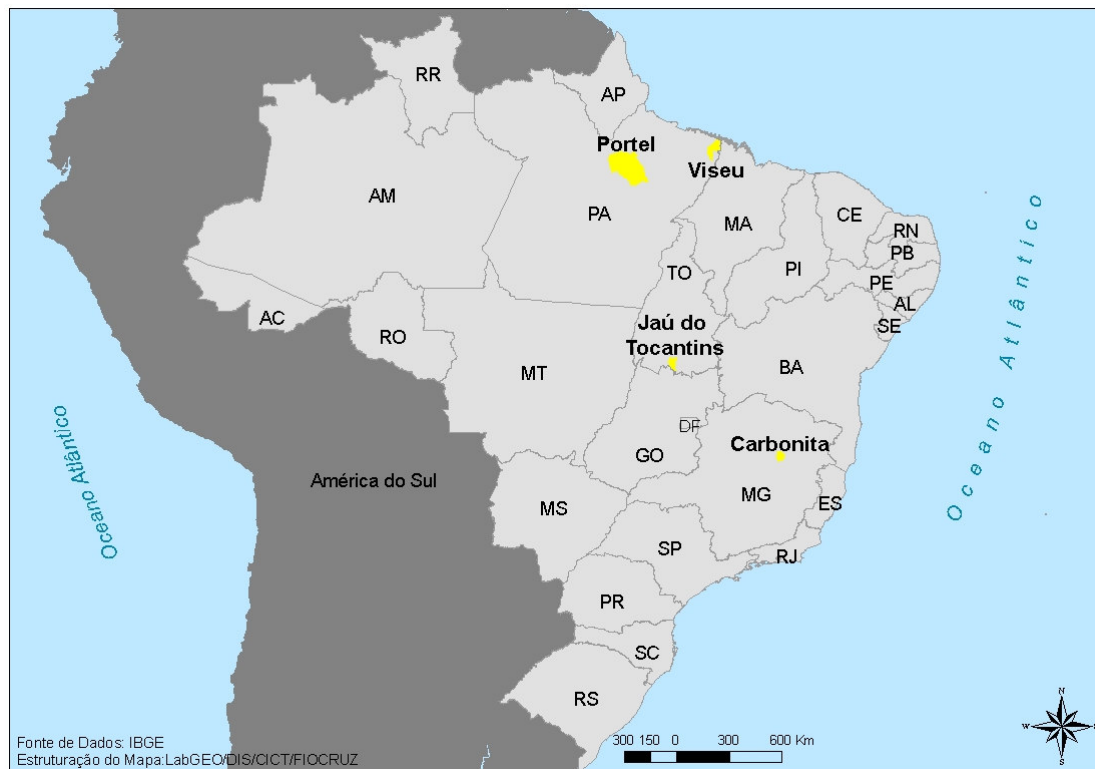 RR
AP
Portel
Viseu
AM
PA
MA
CE
RN
PB
PI
TO
PE
AL
SE
AC
RO
Jaú do
Tocantins
MT
BA
DF
GO
Carbonita
MG
ES
MS
SP
RJ
PR
SC
RS
América do Sul
Oceano Atlântico
Oceano Atlântico
Fonte de Dados: IBGE
Estruturação do Mapa:LabGEO/DIS/CICT/FIOCRUZ
300 150 0 300 600 Km
N
W
S